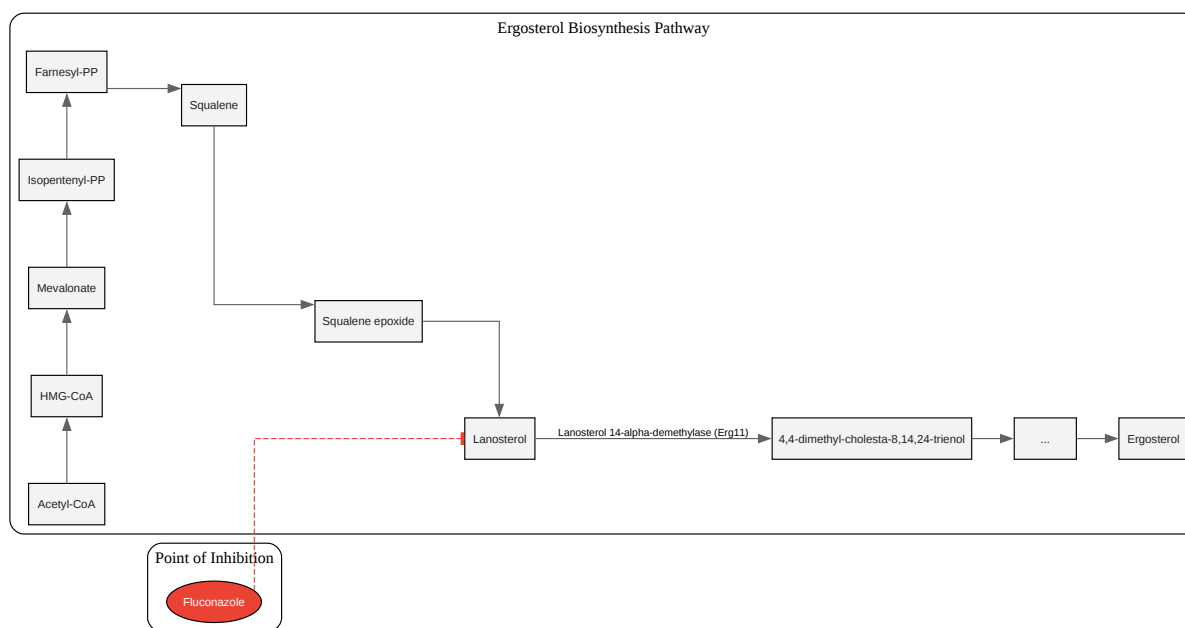 Ergosterol Biosynthesis Pathway
Farnesyl-PP
Squalene
Isopentenyl-PP
Mevalonate
Squalene epoxide
HMG-CoA
Lanosterol
Lanosterol 14-alpha-demethylase (Erg11)
4,4-dimethyl-cholesta-8,14,24-trienol
...
Ergosterol
Acetyl-CoA
Point of Inhibition
Fluconazole